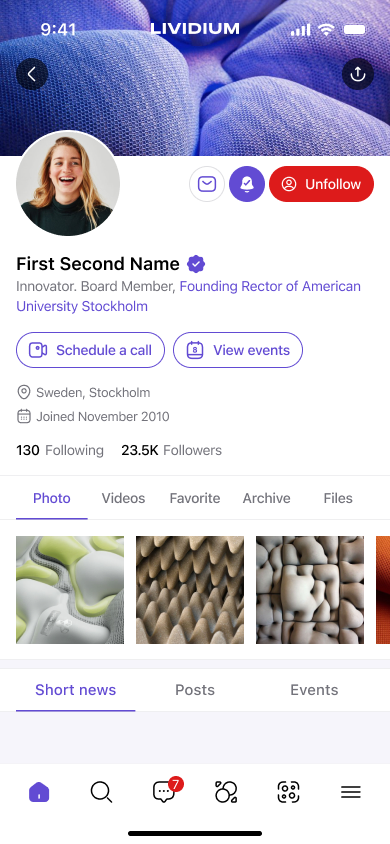 9:41
LIVIDIUM
Unfollow
First Second Name
Innovator. Board Member, Founding Rector of American
University Stockholm
Schedule a call
8
View events
Sweden, Stockholm
Joined November 2010
130 Following 23.5K Followers
Photo Videos Favorite Archive Files
Short news Posts Events
7